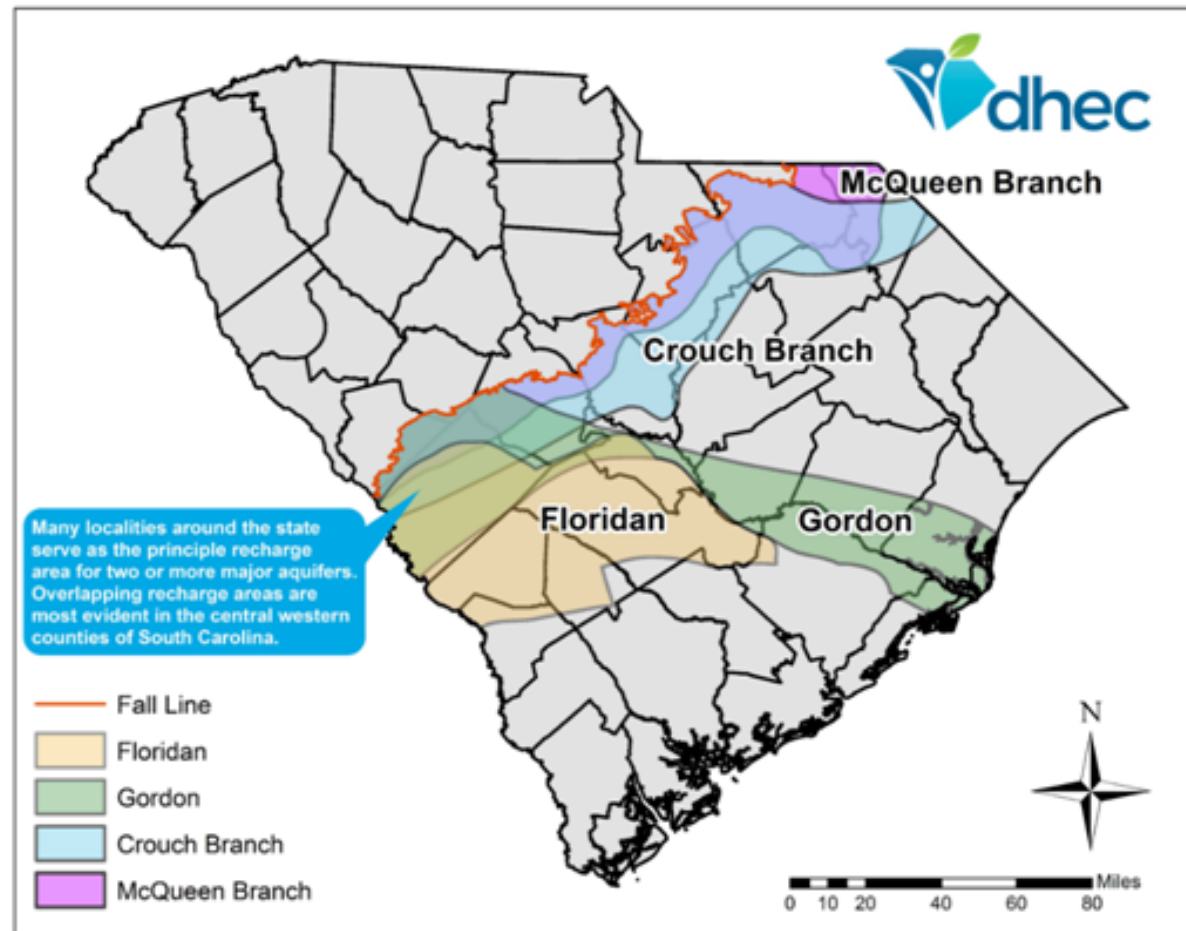 dhec
McQueen Branch
Crouch Branch
Floridan
Gordon
Many localities around the state
serve as the principle recharge
area for two or more major aquifers.
Overlapping recharge areas are
most evident in the central western
counties of South Carolina.
Fall Line
Floridan
Gordon
Crouch Branch
McQueen Branch
N
Miles
0 10 20 40 60 80